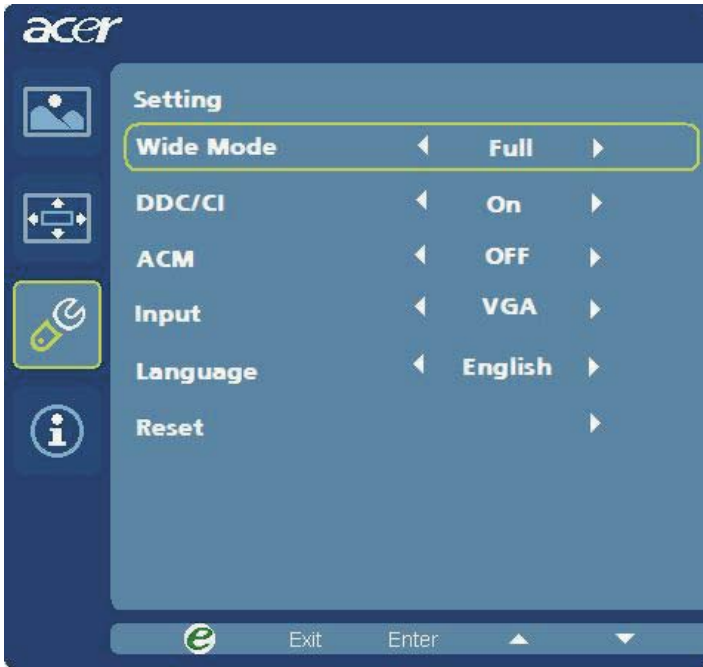 acer
Setting
Wide Mode Full
DDC/CI On
ACM OFF
Input VGA
Language English
Reset
e Exit Enter